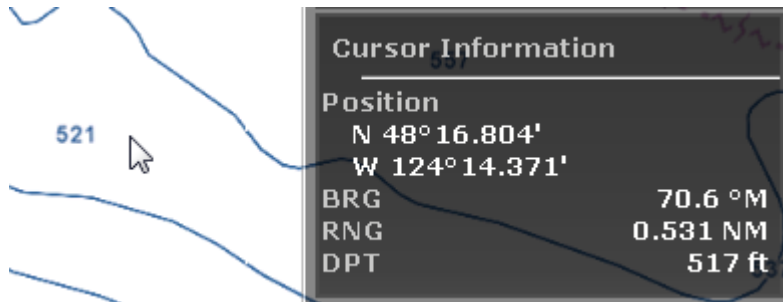 Cursor Information
537
Position
521
N 48°16.804'
W 124°14.371'
BRG 70.6 °M
RNG 0.531 NM
DPT 517 ft